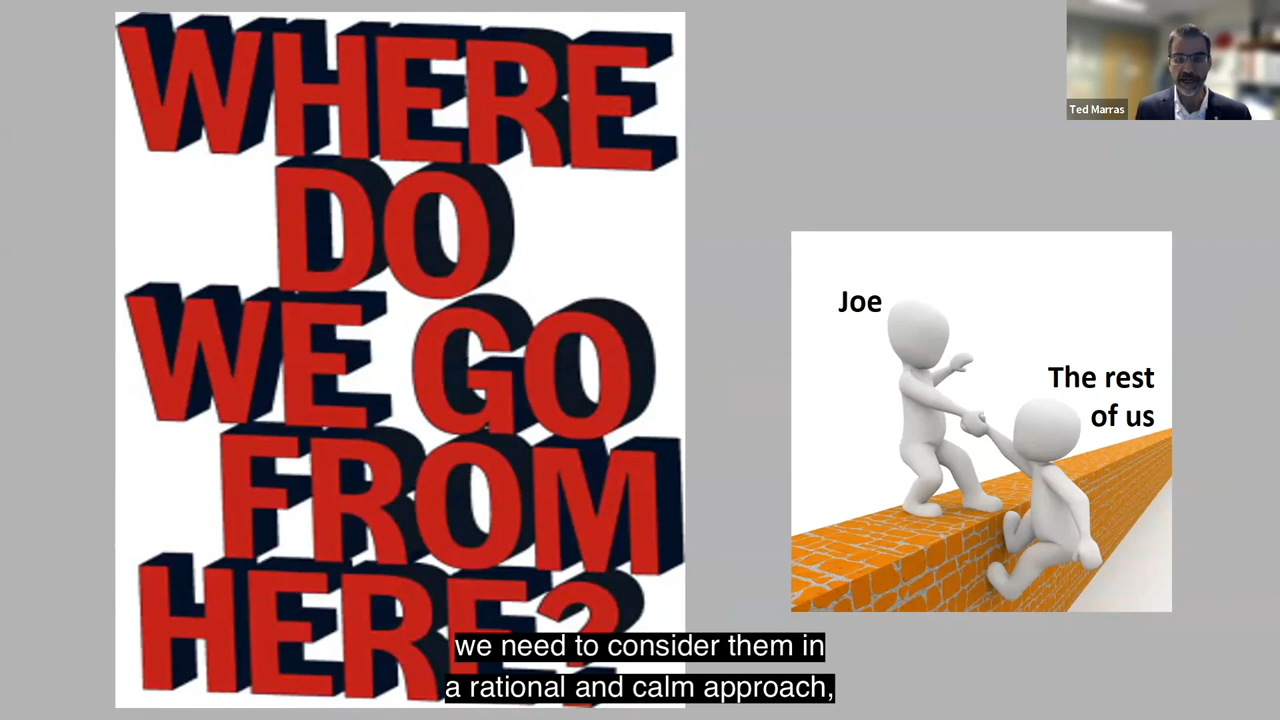 WHERE
DO
WE GO
FROM
HERE?
Ted Marras
Joe
The rest
of us
we need to consider them in
a rational and calm approach,